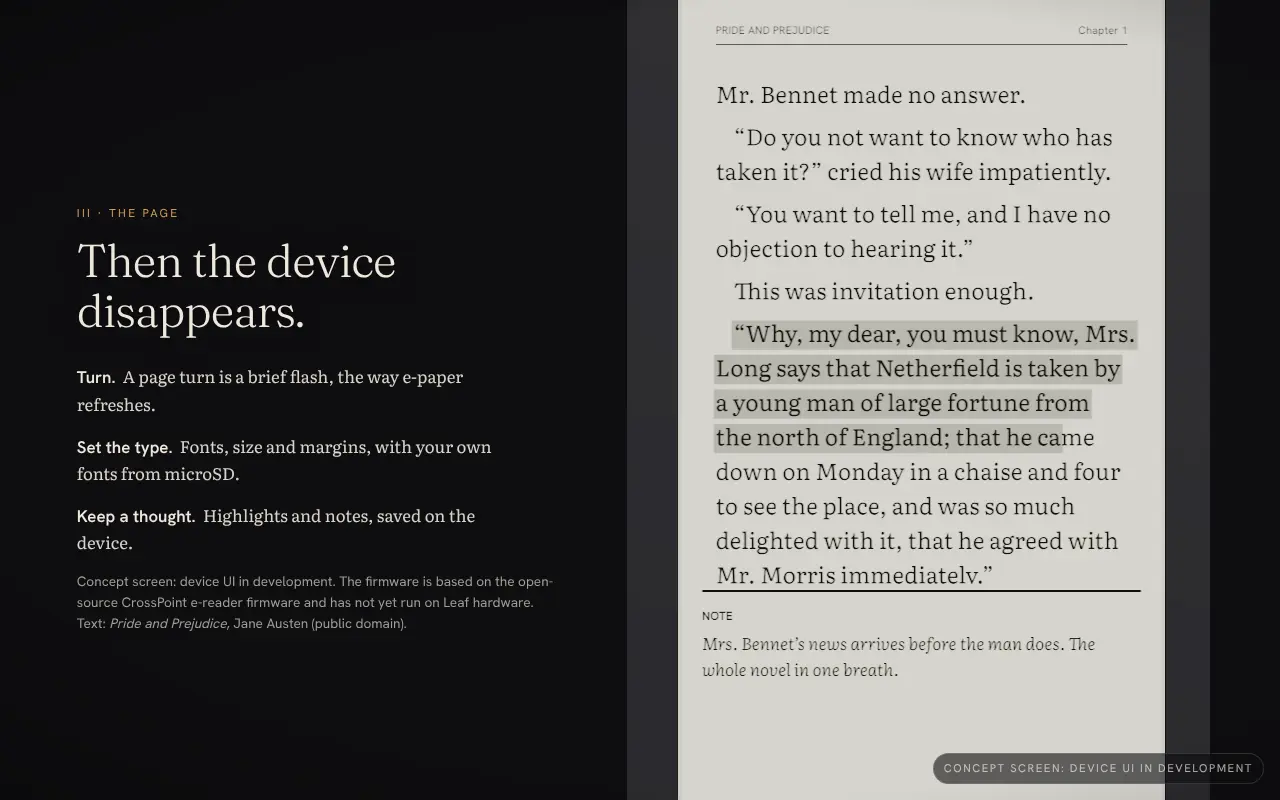 III · THE PAGE
Then the device
disappears.
Turn. A page turn is a brief flash, the way e-paper
refreshes.
Set the type. Fonts, size and margins, with your own
fonts from microSD.
Keep a thought. Highlights and notes, saved on the
device.
Concept screen: device UI in development. The firmware is based on the open-
source CrossPoint e-reader firmware and has not yet run on Leaf hardware.
Text: Pride and Prejudice, Jane Austen (public domain).
PRIDE AND PREJUDICE
Chapter 1
Mr. Bennet made no answer.
“Do you not want to know who has
taken it?” cried his wife impatiently.
“You want to tell me, and I have no
objection to hearing it.”
This was invitation enough.
“Why, my dear, you must know, Mrs.
Long says that Netherfield is taken by
a young man of large fortune from
the north of England; that he came
down on Monday in a chaise and four
to see the place, and was so much
delighted with it, that he agreed with
Mr. Morris immediately.”
NOTE
Mrs. Bennet’s news arrives before the man does. The
whole novel in one breath.
CONCEPT SCREEN: DEVICE UI IN DEVELOPMENT